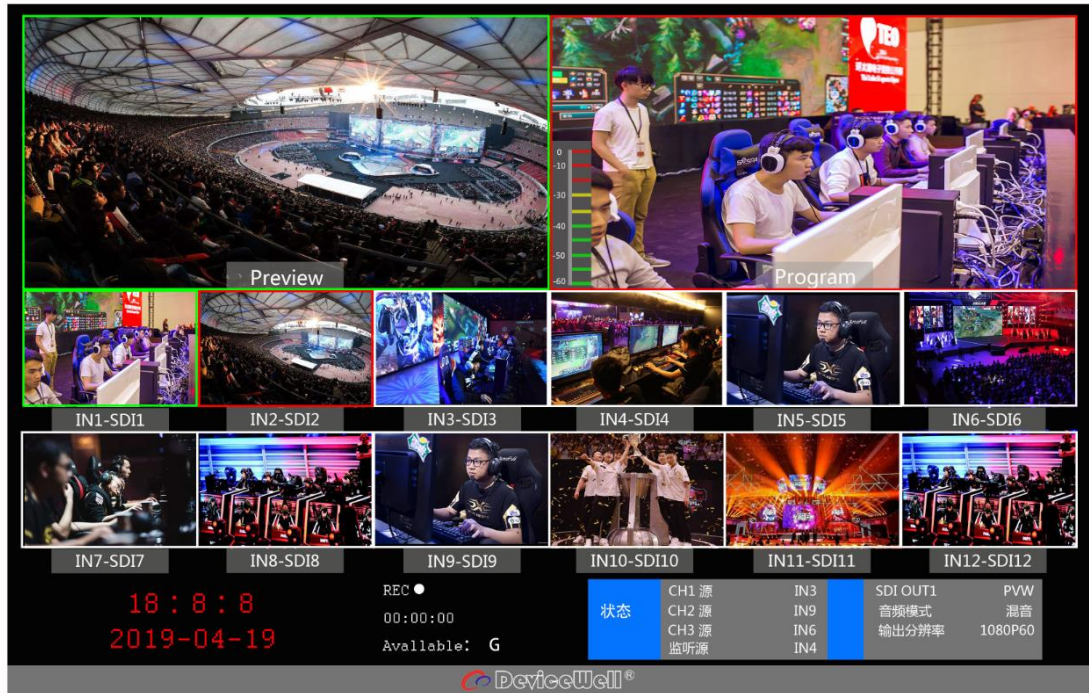 TEO
0
-10
-30
-40
-50
-60
Preview
Program
IN1-SDI1
IN2-SDI2
IN3-SDI3
IN4-SDI4
IN5-SDI5
IN6-SDI6
IN7-SDI7
IN8-SDI8
IN9-SDI9
IN10-SDI10
IN11-SDI11
IN12-SDI12
18:8:8
2019-04-19
REC
00:00:00
Avallable: G
状态
CH1 源 IN3
CH2 源 IN9
CH3 源 IN6
监听源 IN4
SDI OUT1 PVW
音频模式 混音
输出分辨率 1080P60
DeviceWell®